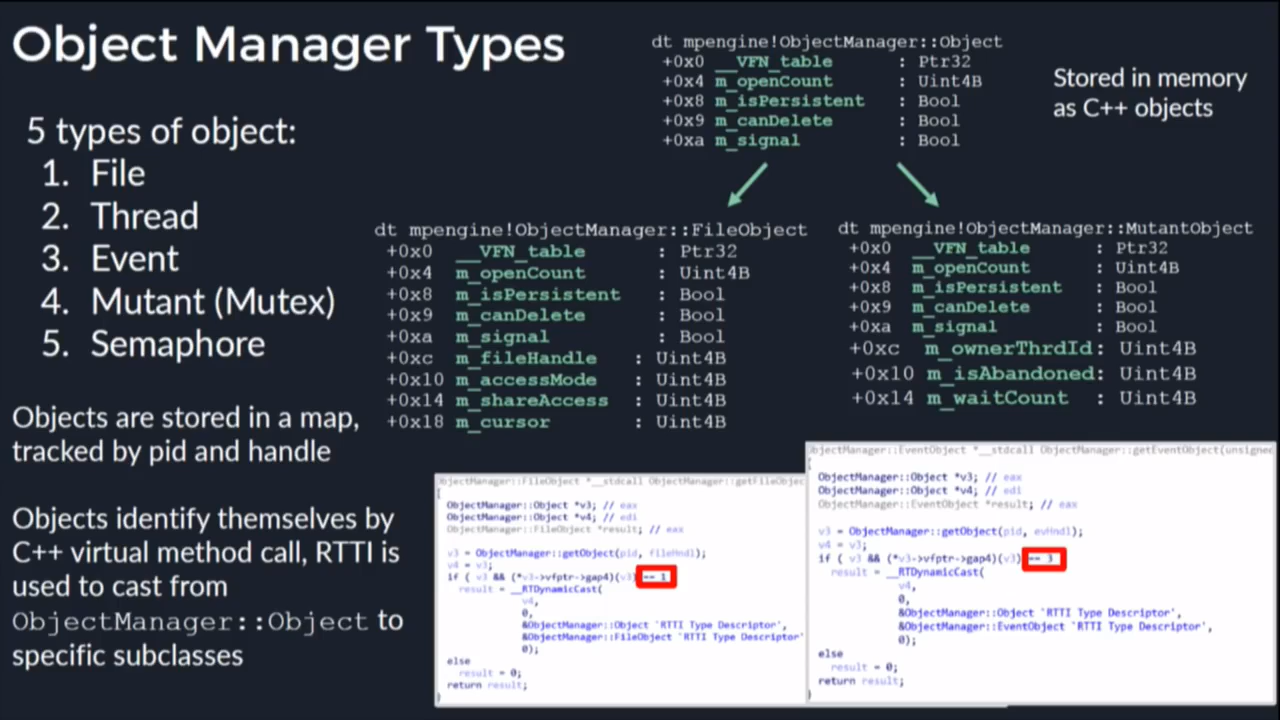 Object Manager Types
5 types of object:
1. File
2. Thread
3. Event
4. Mutant (Mutex)
5. Semaphore
Objects are stored in a map,
tracked by pid and handle
Objects identify themselves by
C++ virtual method call, RTTI is
used to cast from
ObjectManager::Object to
specific subclasses
dt mpengine!ObjectManager::Object
+0x0 __VFN_table : Ptr32
+0x4 m_openCount : Uint4B
+0x8 m_isPersistent : Bool
+0x9 m_canDelete : Bool
+0xa m_signal : Bool
Stored in memory
as C++ objects
dt mpengine!ObjectManager::FileObject
+0x0 __VFN_table : Ptr32
+0x4 m_openCount : Uint4B
+0x8 m_isPersistent : Bool
+0x9 m_canDelete : Bool
+0xa m_signal : Bool
+0xc m_fileHandle : Uint4B
+0x10 m_accessMode : Uint4B
+0x14 m_shareAccess : Uint4B
+0x18 m_cursor : Uint4B
dt mpengine!ObjectManager::MutantObject
+0x0 __VFN_table : Ptr32
+0x4 m_openCount : Uint4B
+0x8 m_isPersistent : Bool
+0x9 m_canDelete : Bool
+0xa m_signal : Bool
+0xc m_ownerThrdId: Uint4B
+0x10 m_isAbandoned: Uint4B
+0x14 m_waitCount : Uint4B
bjectManager::FileObject *__stdcall ObjectManager::getFileObjec
{
ObjectManager::Object *v3; // eax
ObjectManager::Object *v4; // edi
ObjectManager::FileObject *result; // eax
v3 = ObjectManager::getObject(pid, fileHndl);
v4 = v3;
if ( v3 && (*v3->vfptr->gap4)(v3) == 1
result = __RTDynamicCast(
v4,
0,
&ObjectManager::Object `RTTI Type Descriptor',
&ObjectManager::FileObject `RTTI Type Descriptor'
0);
else
result = 0;
return result;
}
bjectManager::EventObject *__stdcall ObjectManager::getEventObject(unsigned
{
ObjectManager::Object *v3; // eax
ObjectManager::Object *v4; // edi
ObjectManager::EventObject *result; // eax
v3 = ObjectManager::getObject(pid, evHndl);
v4 = v3;
if ( v3 && (*v3->vfptr->gap4)(v3) == 3
result = __RTDynamicCast(
v4,
0,
&ObjectManager::Object `RTTI Type Descriptor',
&ObjectManager::EventObject `RTTI Type Descriptor',
0);
else
result = 0;
return result;
}